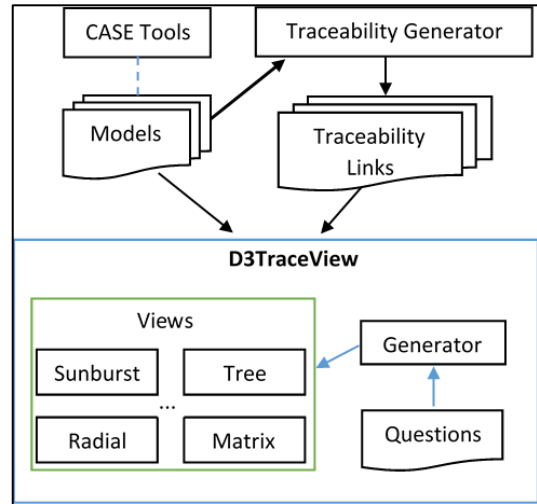 CASE Tools
Traceability Generator
Models
Traceability
Links
D3TraceView
Views
Generator
Sunburst
Tree
...
Radial
Matrix
Questions